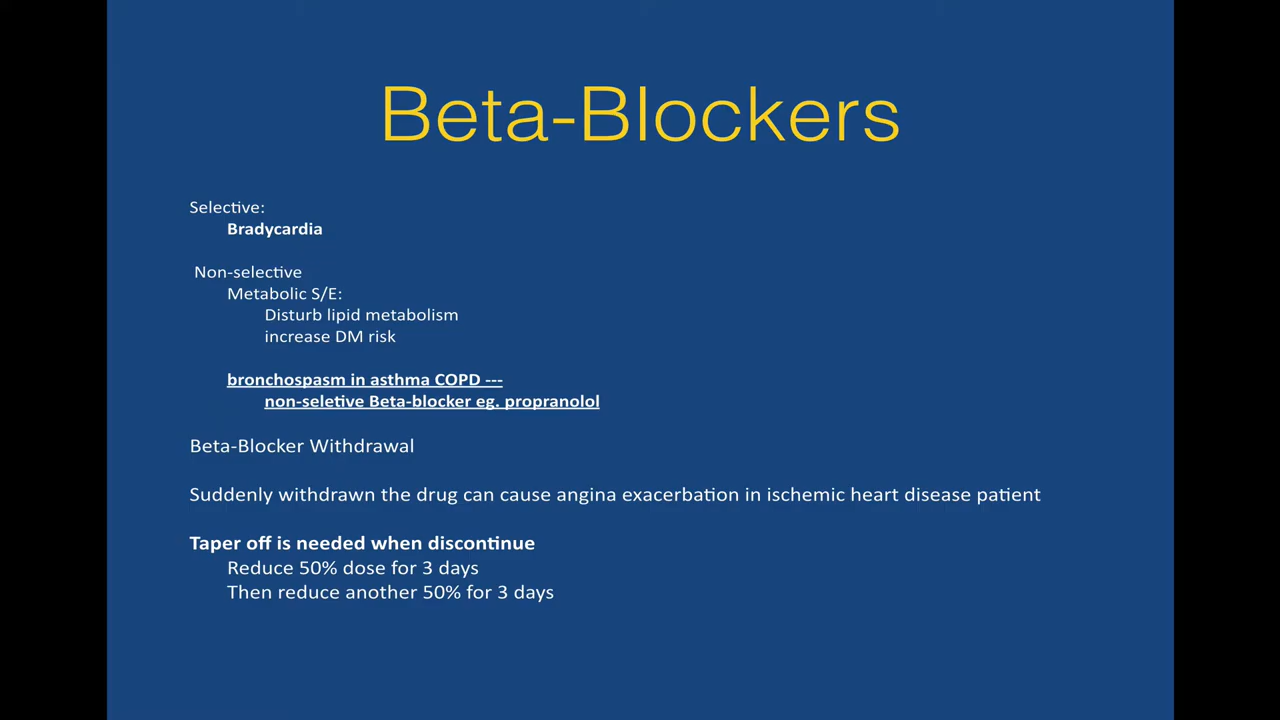 Beta-Blockers
Selective:
Bradycardia
Non-selective
Metabolic S/E:
Disturb lipid metabolism
increase DM risk
bronchospasm in asthma COPD ---
non-seletive Beta-blocker eg. propranolol
Beta-Blocker Withdrawal
Suddenly withdrawn the drug can cause angina exacerbation in ischemic heart disease patient
Taper off is needed when discontinue
Reduce 50% dose for 3 days
Then reduce another 50% for 3 days